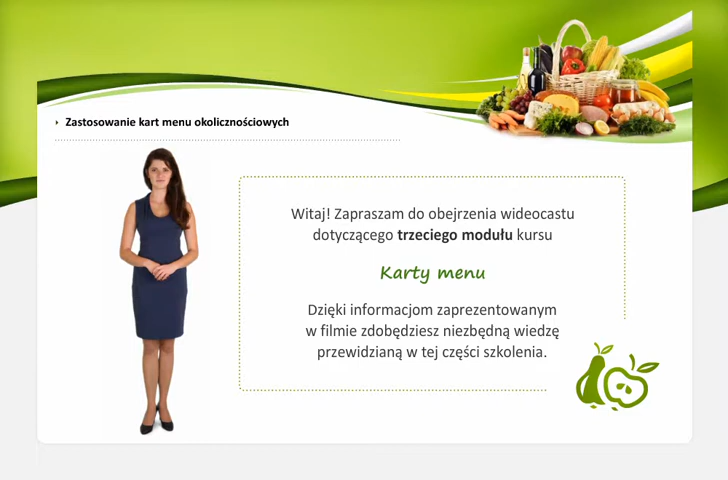 Zastosowanie kart menu okolicznościowych
Witaj! Zapraszam do obejrzenia wideocastu
dotyczącego trzeciego modułu kursu
Karty menu
Dzięki informacjom zaprezentowanym
w filmie zdobędziesz niezbędną wiedzę
przewidzianą w tej części szkolenia.